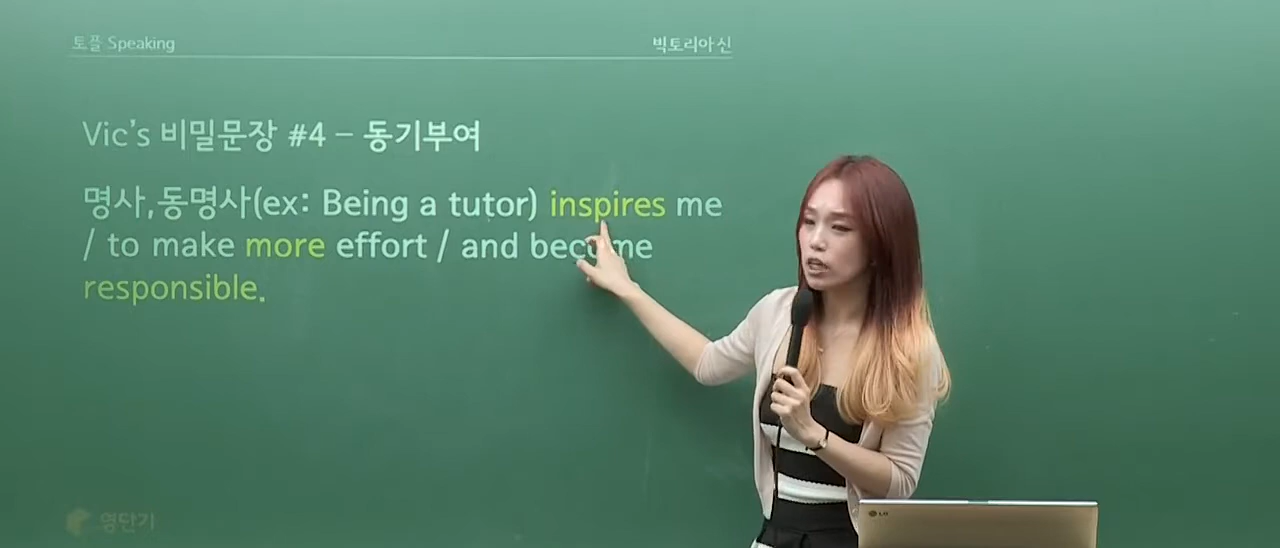 토플 Speaking
빅토리아 신
Vic's 비밀문장 #4 – 동기부여
명사,동명사(ex: Being a tutor) inspires me
/ to make more effort / and become
responsible.
영단기
LG